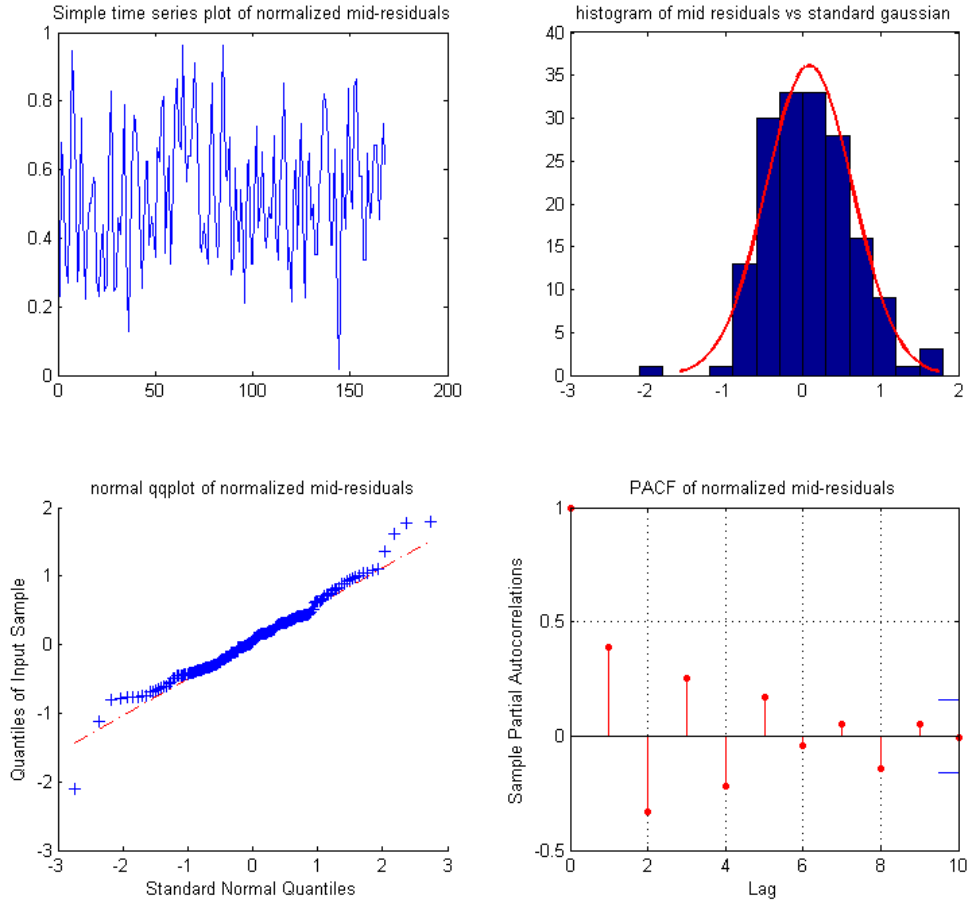 Simple time series plot of normalized mid-residuals
1
0.8
0.6
0.4
0.2
0
0 50 100 150 200
histogram of mid residuals vs standard gaussian
40
35
30
25
20
15
10
5
0
-3 -2 -1 0 1 2
normal qqplot of normalized mid-residuals
Quantiles of Input Sample
2
1
0
-1
-2
-3
-3 -2 -1 0 1 2 3
Standard Normal Quantiles
PACF of normalized mid-residuals
Sample Partial Autocorrelations
1
0.5
0
-0.5
0 2 4 6 8 10
Lag